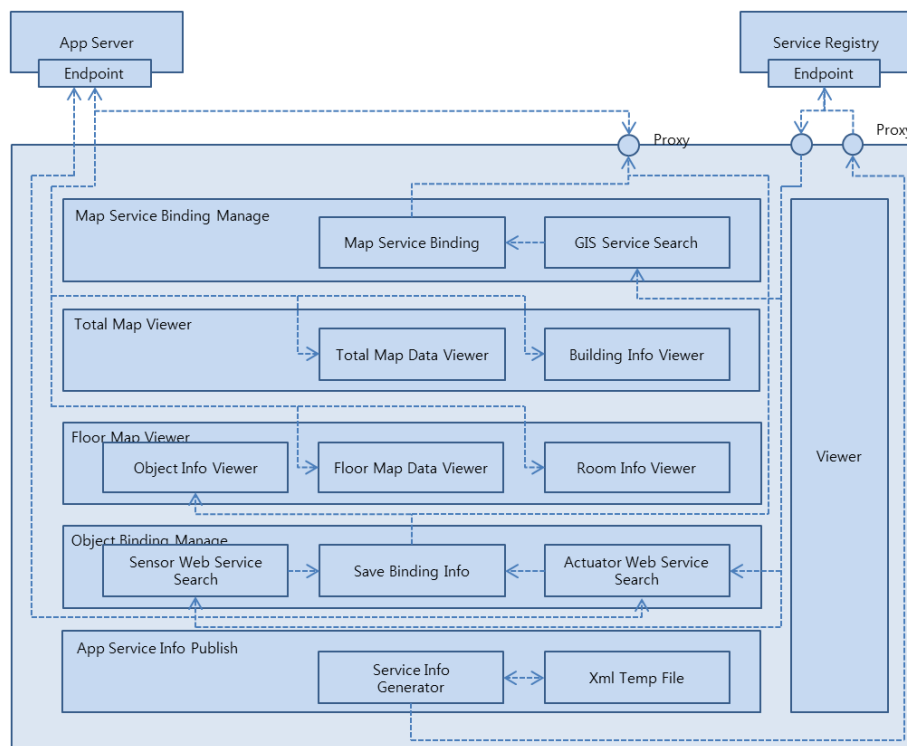 App Server
Service Registry
Endpoint
Endpoint
Proxy
Proxy
Map Service Binding Manage
Map Service Binding
GIS Service Search
Total Map Viewer
Total Map Data Viewer
Building Info Viewer
Floor Map Viewer
Object Info Viewer
Floor Map Data Viewer
Room Info Viewer
Viewer
Object Binding Manage
Sensor Web Service
Search
Save Binding Info
Actuator Web Service
Search
App Service Info Publish
Service Info
Generator
Xml Temp File